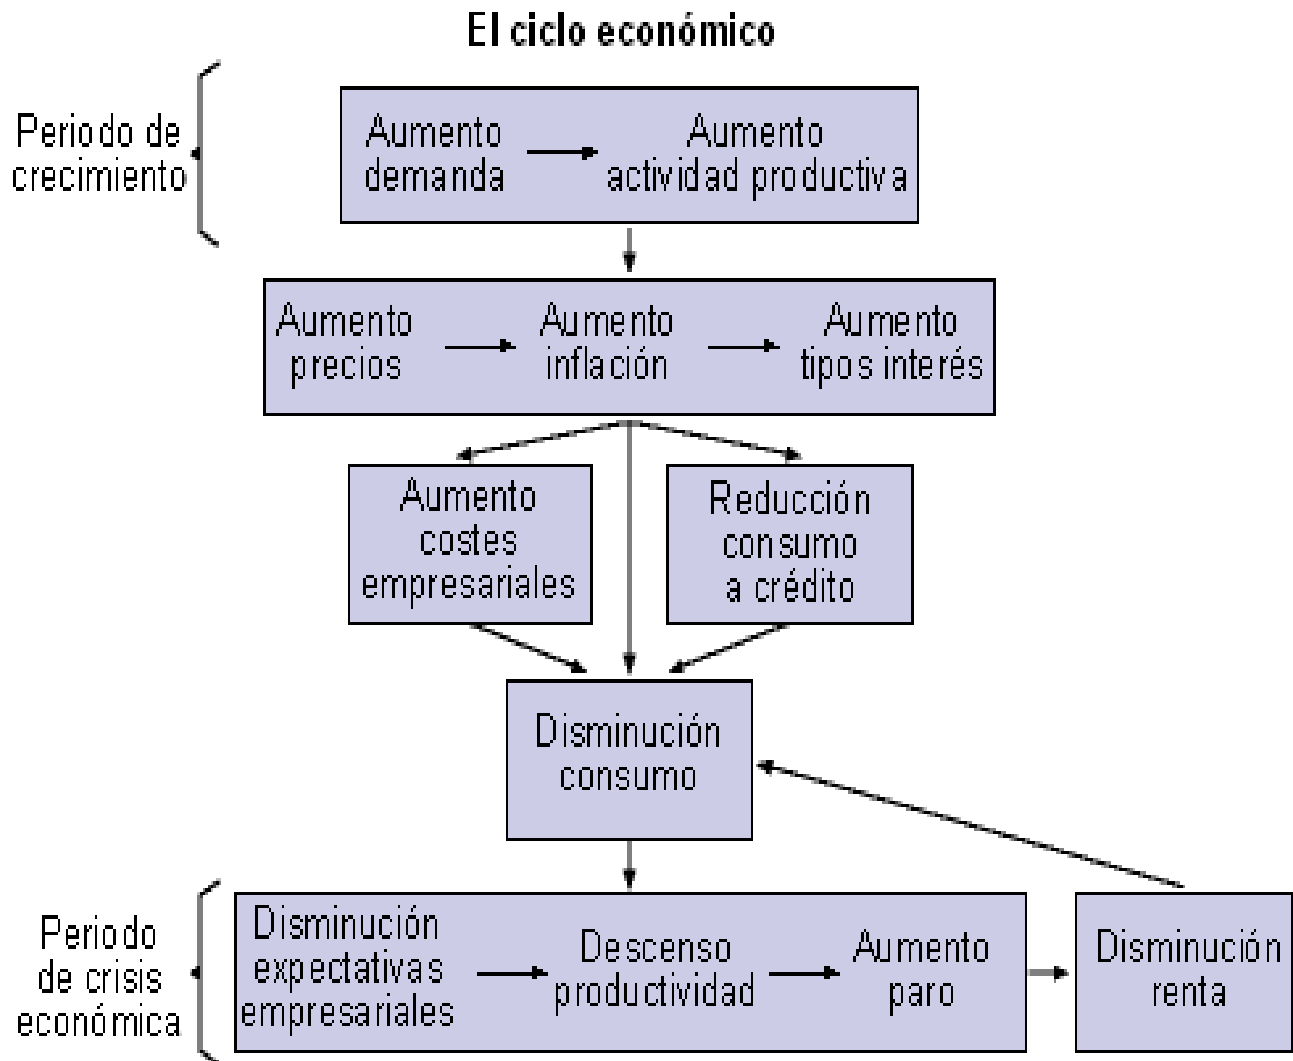 El ciclo económico
Periodo de
crecimiento
Aumento
demanda
Aumento
actividad productiva
Aumento
precios
Aumento
inflación
Aumento
tipos interés
Aumento
costes
empresariales
Reducción
consumo
a crédito
Disminución
consumo
Periodo
de crisis
económica
Disminución
expectativas
empresariales
Descenso
productividad
Aumento
paro
Disminución
renta